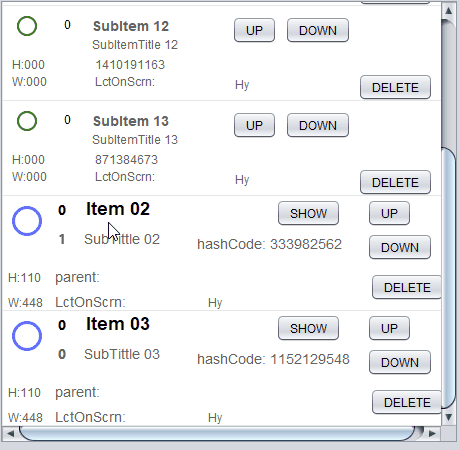 0 SubItem 12 UP DOWN
SubItemTitle 12
H:000 1410191163
W:000 LctOnScrn: Hy DELETE
0 SubItem 13 UP DOWN
SubItemTitle 13
H:000 871384673
W:000 LctOnScrn: Hy DELETE
0 Item 02 SHOW UP
1 SubTittle 02 hashCode: 333982562 DOWN
H:110 parent: DELETE
W:448 LctOnScrn: Hy
0 Item 03 SHOW UP
0 SubTittle 03 hashCode: 1152129548 DOWN
H:110 parent: DELETE
W:448 LctOnScrn: Hy